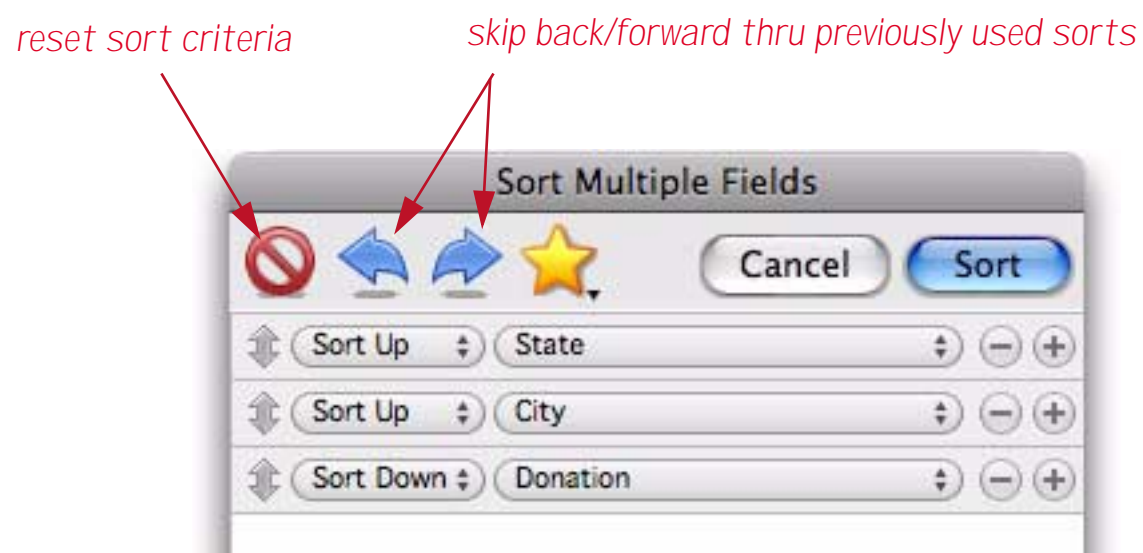 reset sort criteria
skip back/forward thru previously used sorts
Sort Multiple Fields
Cancel Sort
Sort Up State
Sort Up City
Sort Down Donation